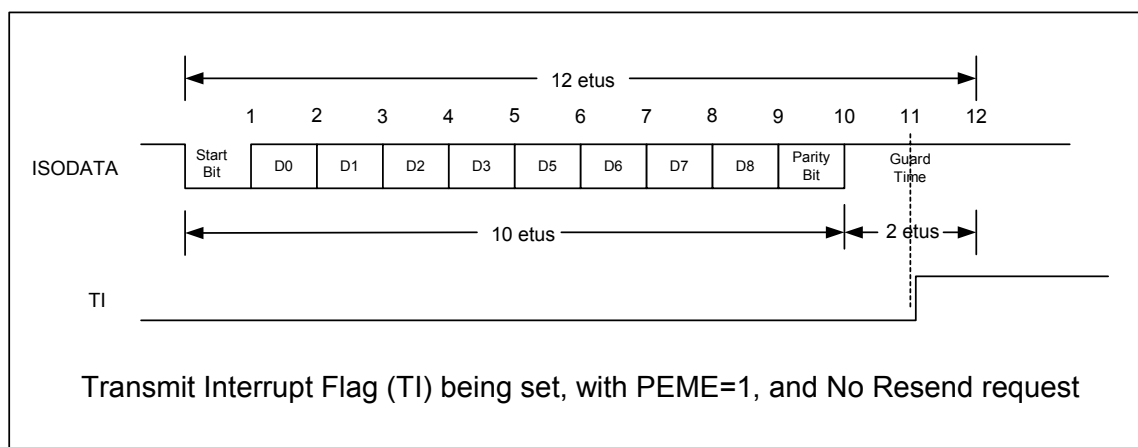 12 etus
1 2 3 4 5 6 7 8 9 10 11 12
ISODATA
Start Bit D0 D1 D2 D3 D5 D6 D7 D8 Parity Bit Guard Time
10 etus 2 etus
TI
Transmit Interrupt Flag (TI) being set, with PEME=1, and No Resend request